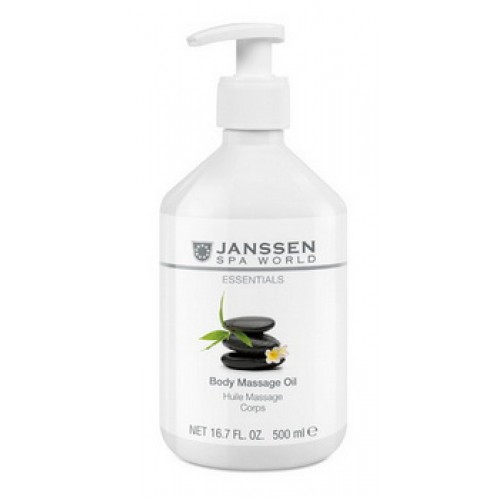 JANSSEN
SPA WORLD
ESSENTIALS
Body Massage Oil
Huile Massage
Corps
NET 16.7 FL. OZ. 500 ml ℮